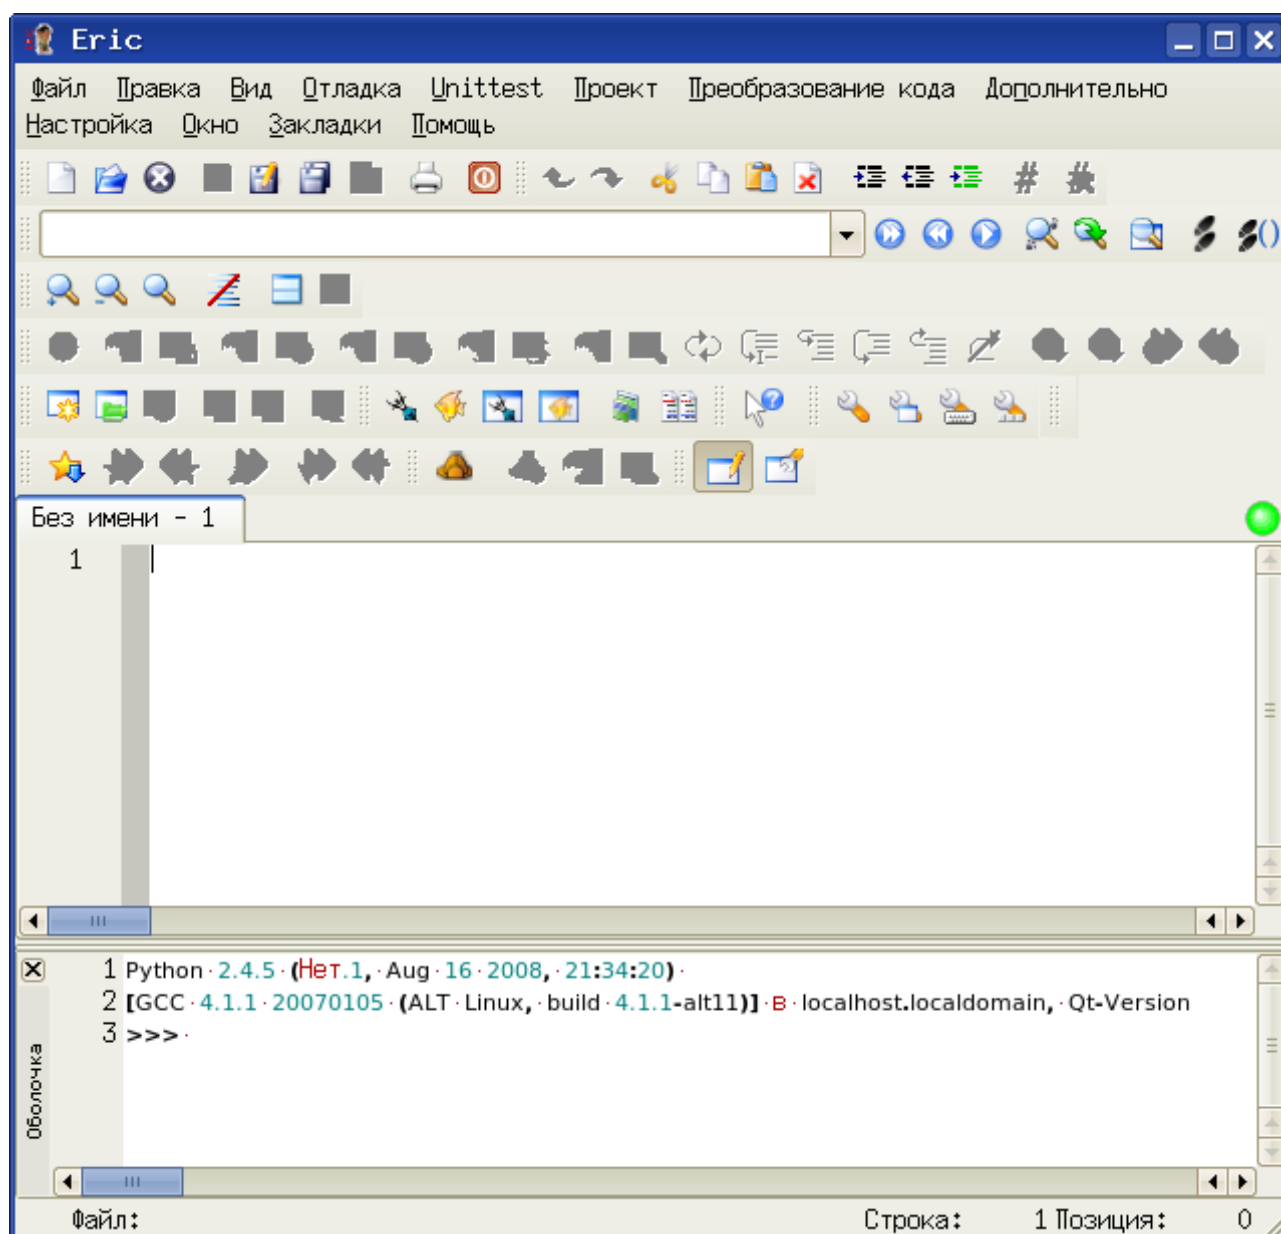 Eric
Файл Правка Вид Отладка Unittest Проект Преобразование кода Дополнительно
Настройка Окно Закладки Помощь
Без имени - 1
1
1 Python 2.4.5 (Нет.1, Aug 16 2008, 21:34:20)
2 [GCC 4.1.1 20070105 (ALT Linux, build 4.1.1-alt11)] в localhost.localdomain, Qt-Version
3 >>>
Оболочка
Файл: Строка: 1 Позиция: 0